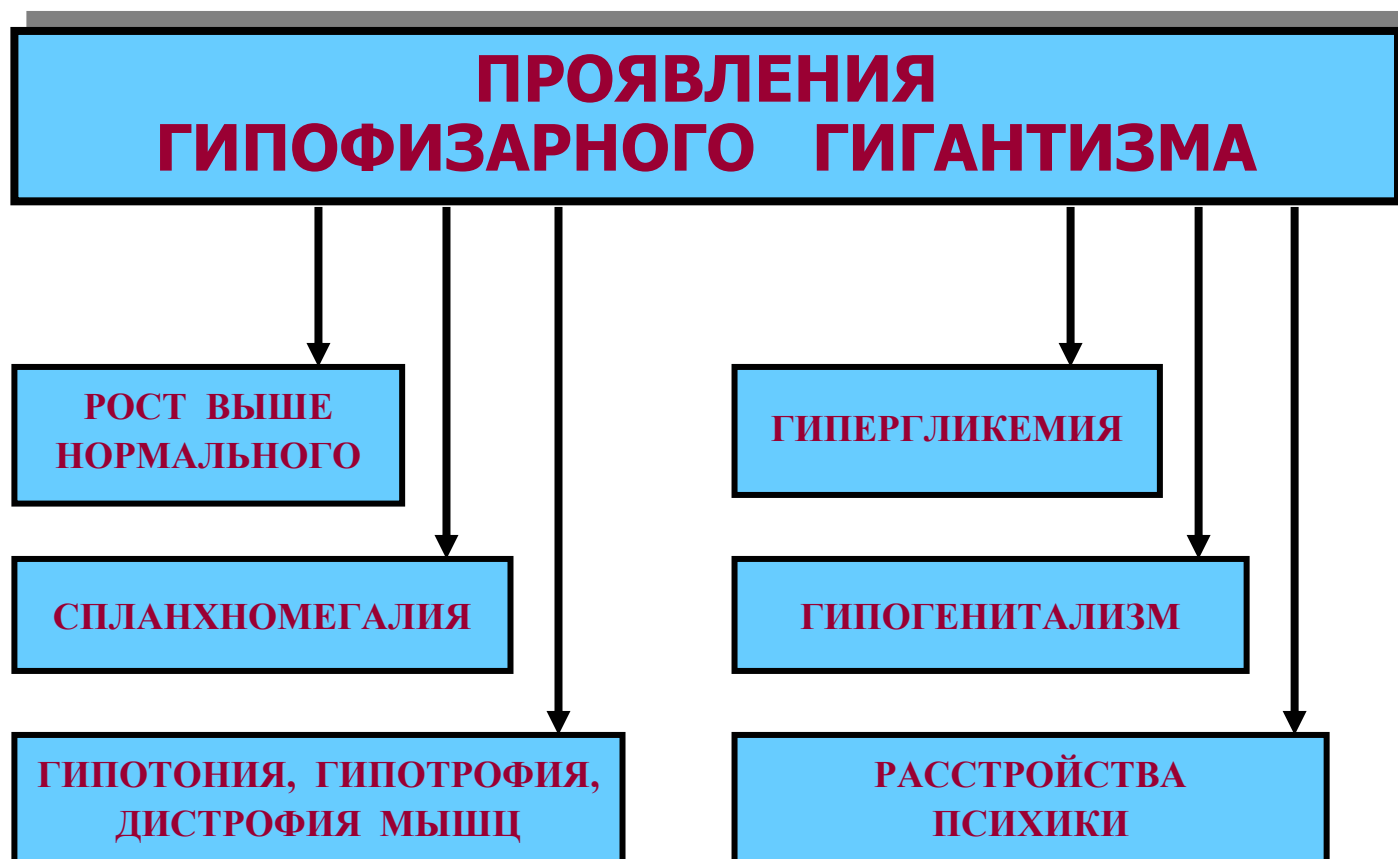 ПРОЯВЛЕНИЯ
ГИПОФИЗАРНОГО ГИГАНТИЗМА
РОСТ ВЫШЕ
НОРМАЛЬНОГО
ГИПЕРГЛИКЕМИЯ
СПЛАНХНОМЕГАЛИЯ
ГИПОГЕНИТАЛИЗМ
ГИПОТОНИЯ, ГИПОТРОФИЯ,
ДИСТРОФИЯ МЫШЦ
РАССТРОЙСТВА
ПСИХИКИ